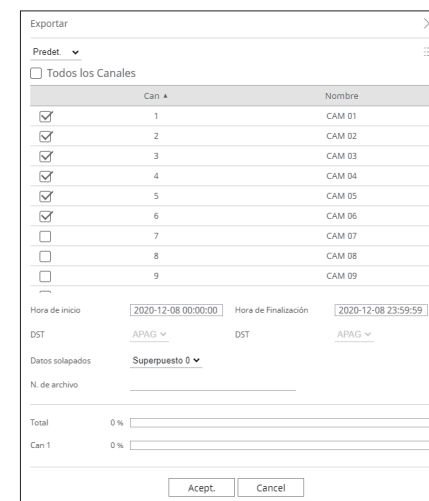 Exportar
Predet.
Todos los Canales
Can ▲ Nombre
1 CAM 01
2 CAM 02
3 CAM 03
4 CAM 04
5 CAM 05
6 CAM 06
7 CAM 07
8 CAM 08
9 CAM 09
Hora de inicio 2020-12-08 00:00:00 Hora de Finalización 2020-12-08 23:59:59
DST APAG DST APAG
Datos solapados Superpuesto 0
N. de archivo
Total 0 %
Can 1 0 %
Acept. Cancel